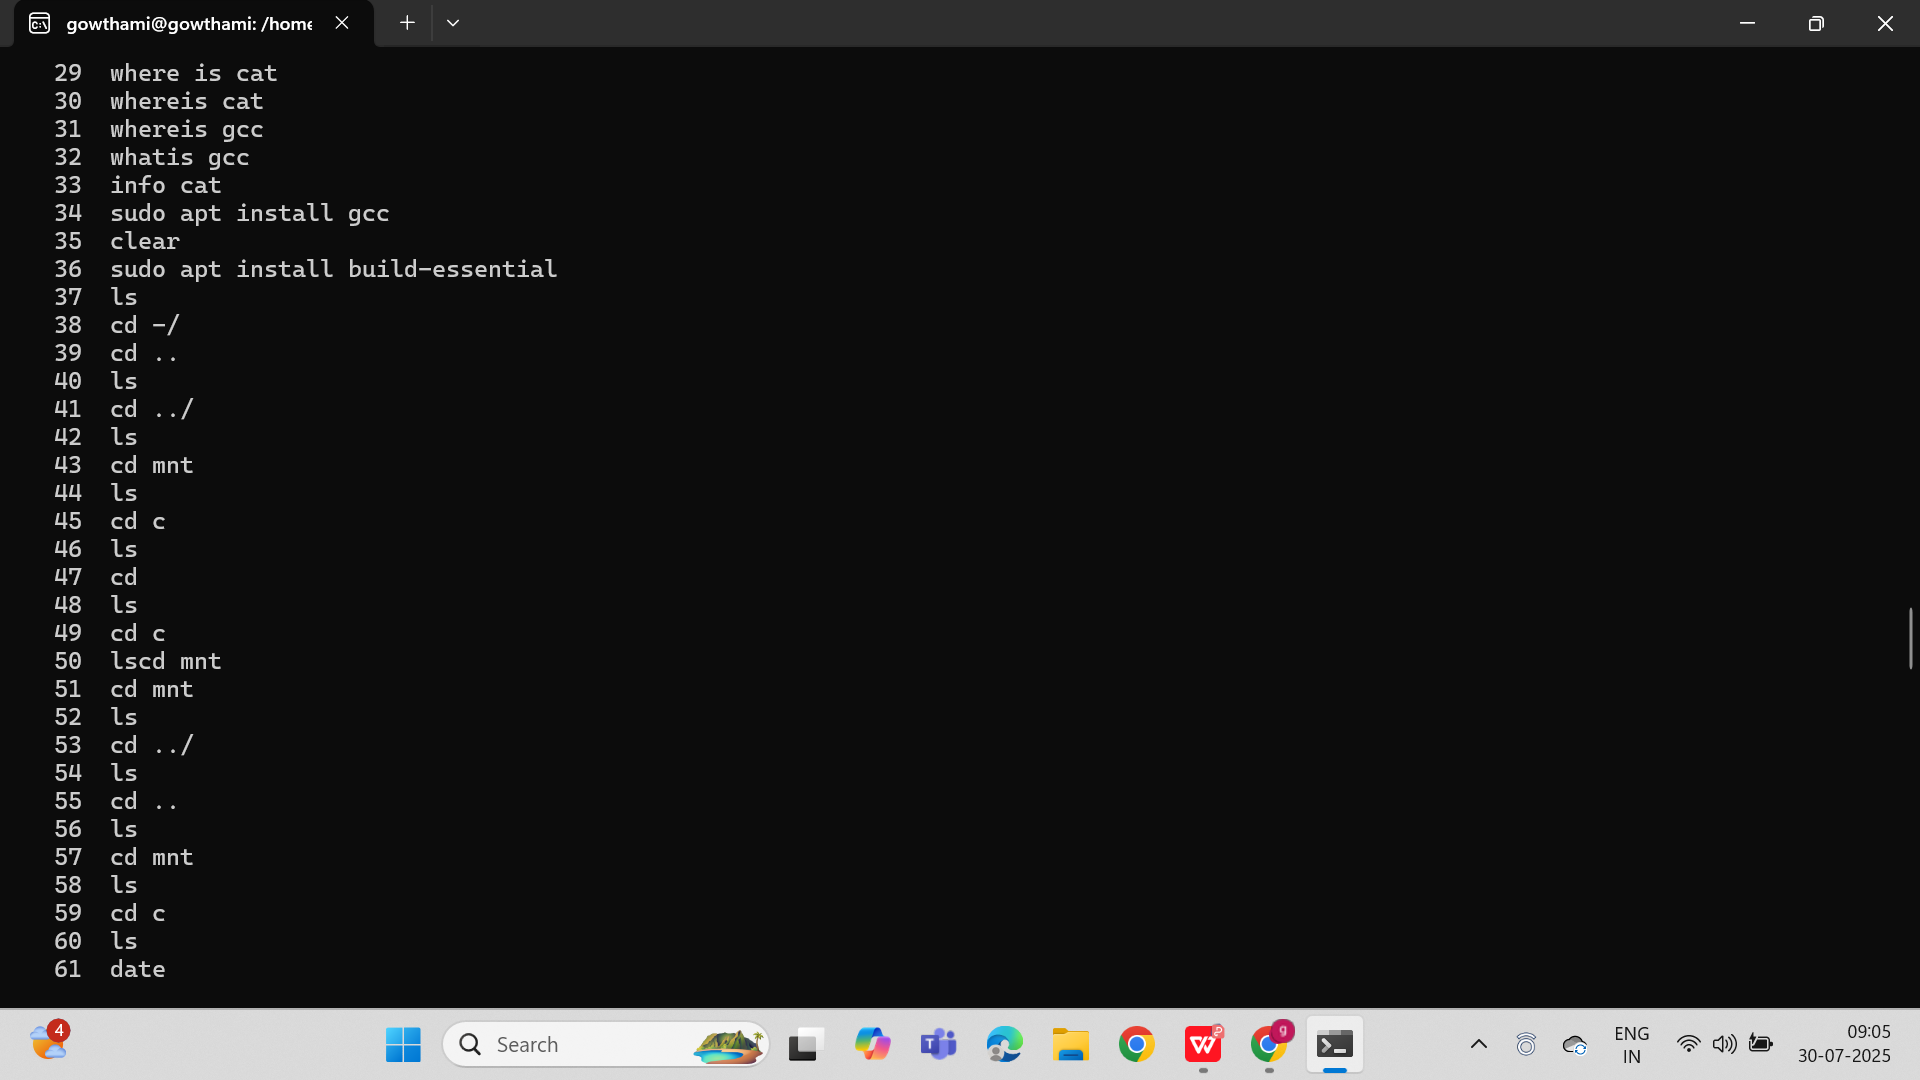 gowthami@gowthami: /home
29 where is cat
30 whereis cat
31 whereis gcc
32 whatis gcc
33 info cat
34 sudo apt install gcc
35 clear
36 sudo apt install build-essential
37 ls
38 cd -/
39 cd ..
40 ls
41 cd ../
42 ls
43 cd mnt
44 ls
45 cd c
46 ls
47 cd
48 ls
49 cd c
50 lscd mnt
51 cd mnt
52 ls
53 cd ../
54 ls
55 cd ..
56 ls
57 cd mnt
58 ls
59 cd c
60 ls
61 date
4
Search
g
ENG
IN
09:05
30-07-2025